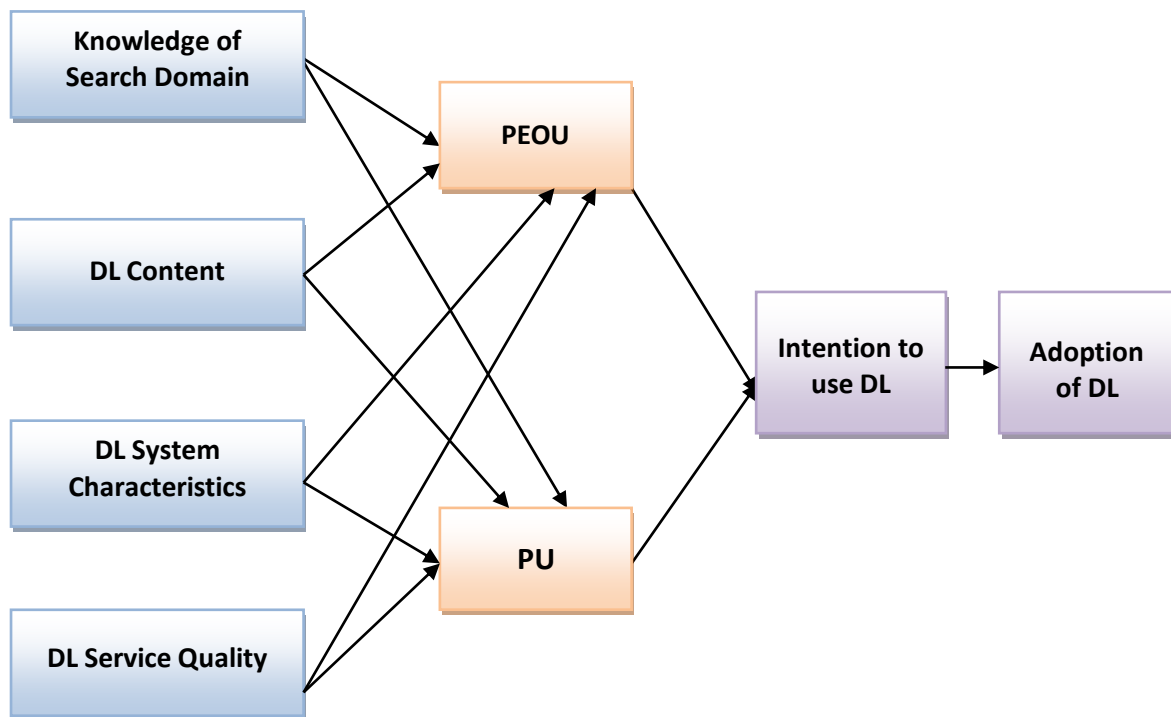 Knowledge of
Search Domain
PEOU
DL Content
Intention to
use DL
Adoption
of DL
DL System
Characteristics
PU
DL Service Quality